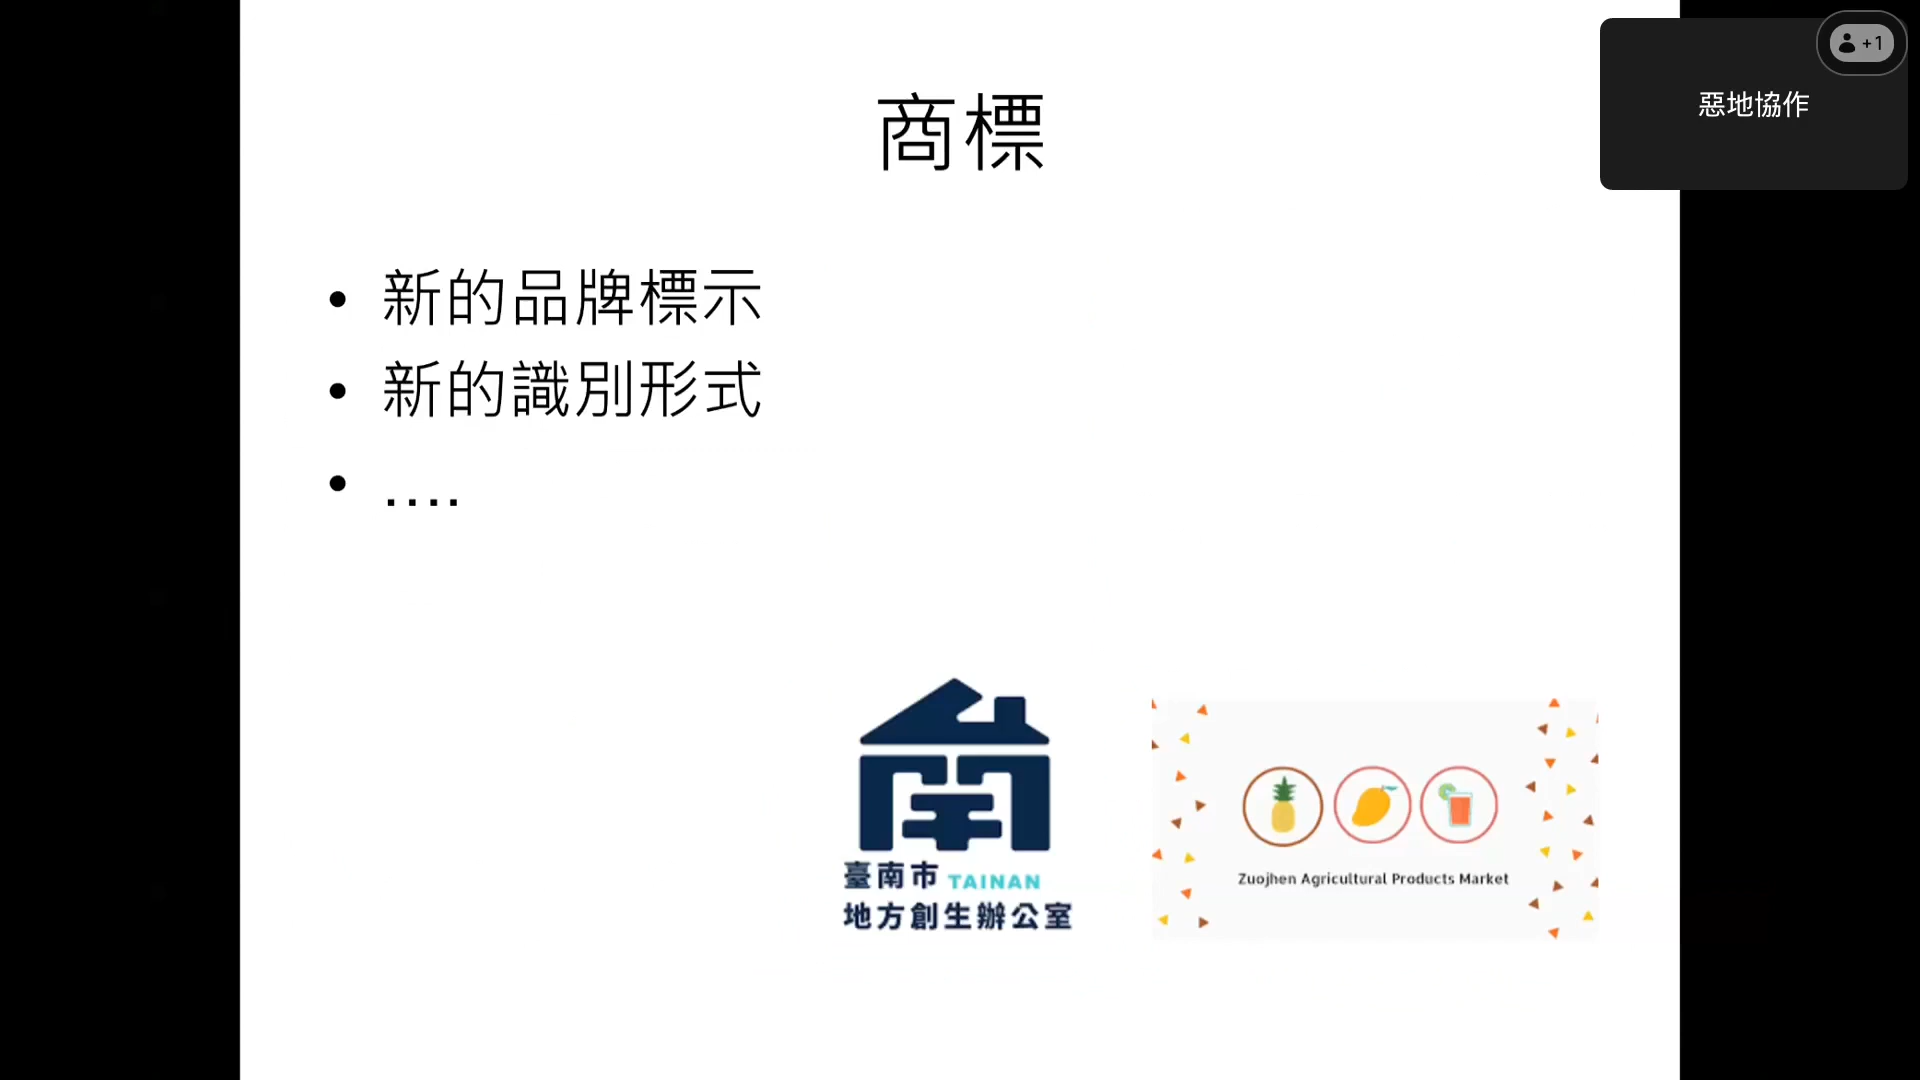 商標
惡地協作
+1
• 新的品牌標示
• 新的識別形式
• ....
南
臺南市 TAINAN
地方創生辦公室
Zuojhen Agricultural Products Market